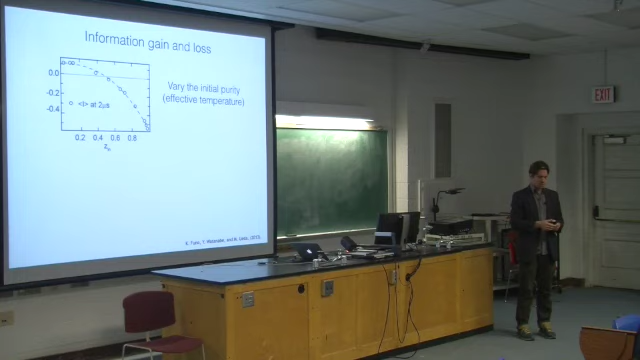 Information gain and loss
0.0
-0.2
-0.4
<I> at 2μs
0.2 0.4 0.6 0.8
Vary the initial purity
(effective temperature)
EXIT